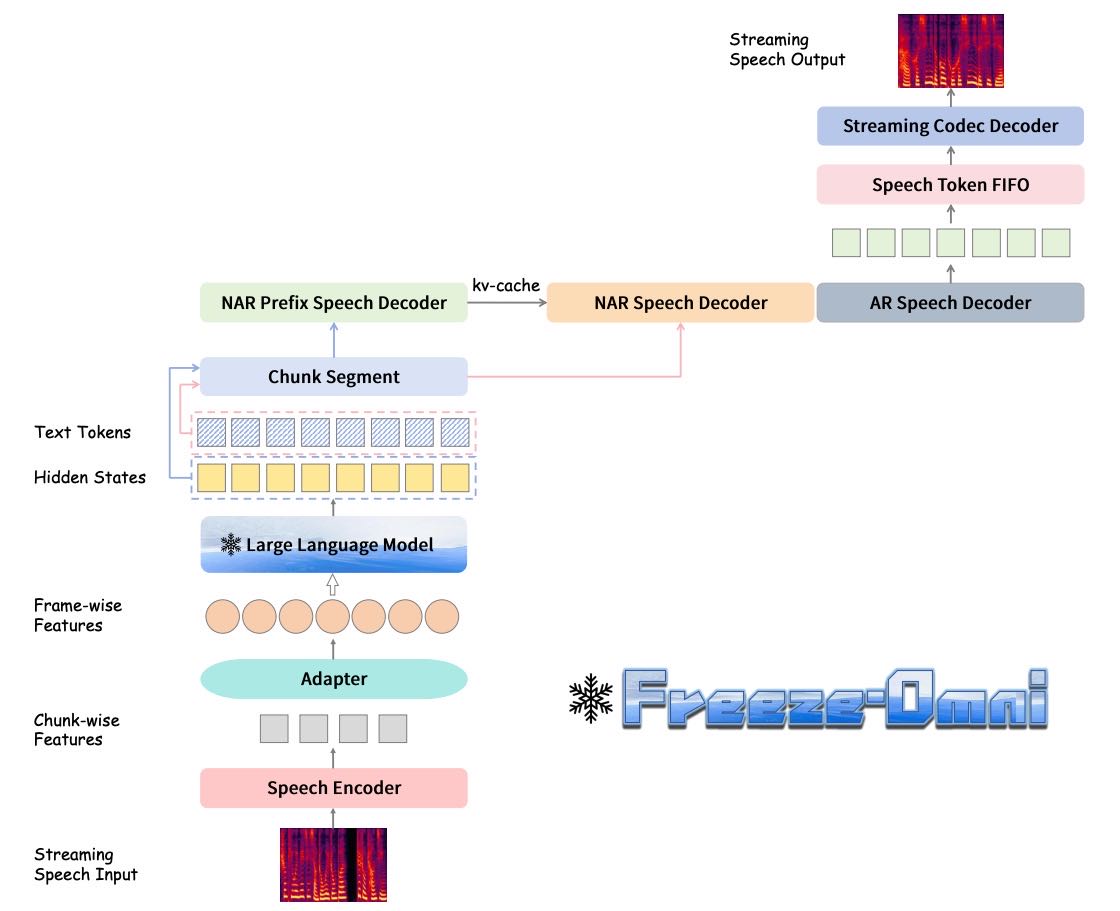 Streaming
Speech Output
Streaming Codec Decoder
Speech Token FIFO
NAR Prefix Speech Decoder
kv-cache
NAR Speech Decoder
AR Speech Decoder
Chunk Segment
Text Tokens
Hidden States
Large Language Model
Frame-wise
Features
Adapter
Freeze-Omni
Chunk-wise
Features
Speech Encoder
Streaming
Speech Input